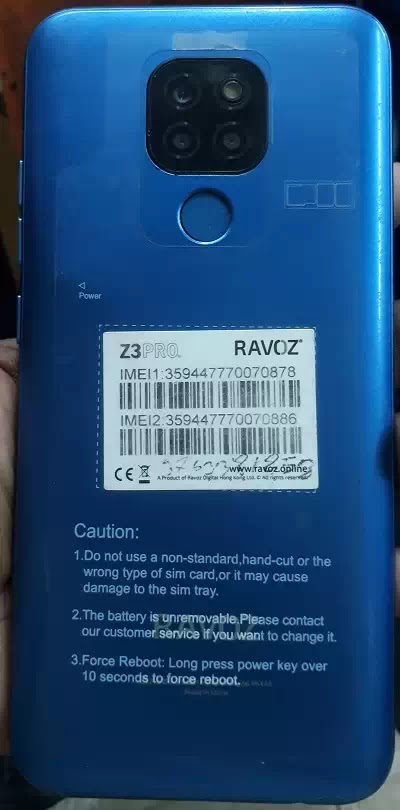 Power
Z3PRO. RAVOZ
IMEI1:359447770070878
IMEI2:359447770070886
www.ravoz.online
A Product of Ravoz Digital Hong Kong Ltd. © All rights reserved.
Caution:
1.Do not use a non-standard,hand-cut or the
wrong type of sim card,or it may cause
damage to the sim tray.
2.The battery is unremovable.Please contact
our customer service if you want to change it.
RAVOZ
3.Force Reboot: Long press power key over
10 seconds to force reboot.